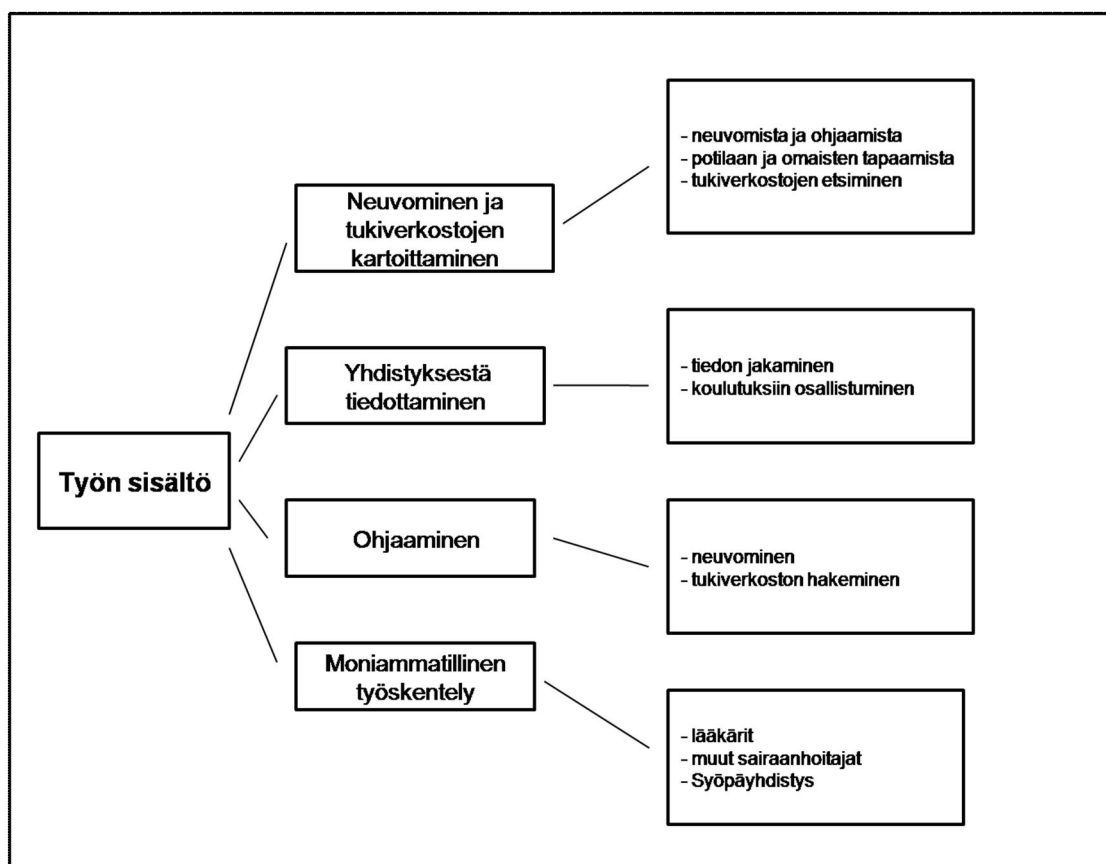 Työn sisältö
Neuvominen ja
tukiverkostojen
kartoittaminen
- neuvomista ja ohjaamista
- potilaan ja omaisten tapaamista
- tukiverkostojen etsiminen
Yhdistyksestä
tiedottaminen
- tiedon jakaminen
- koulutuksiin osallistuminen
Ohjaaminen
- neuvominen
- tukiverkoston hakeminen
Moniammatillinen
työskentely
- lääkärit
- muut sairaanhoitajat
- Syöpäyhdistys